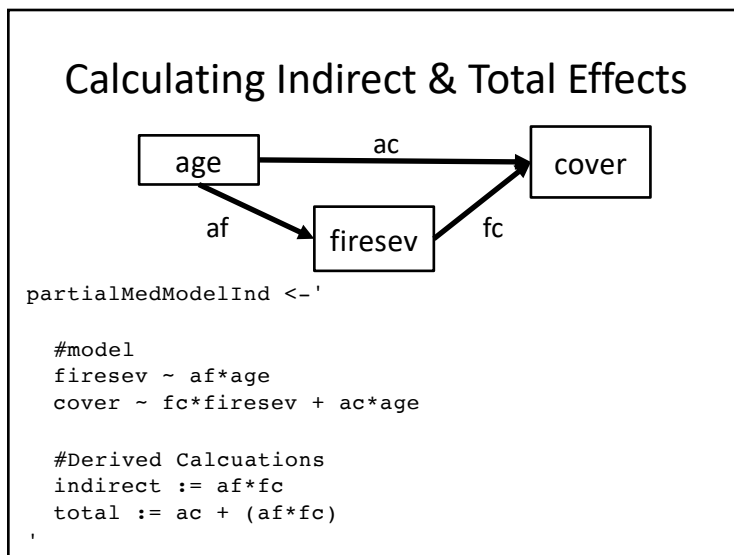 Calculating Indirect & Total Effects
ac
age
cover
af
firesev
fc
partialMedModelInd <-'
#model
firesev ~ af*age
cover ~ fc*firesev + ac*age
#Derived Calcuations
indirect := af*fc
total := ac + (af*fc)
'